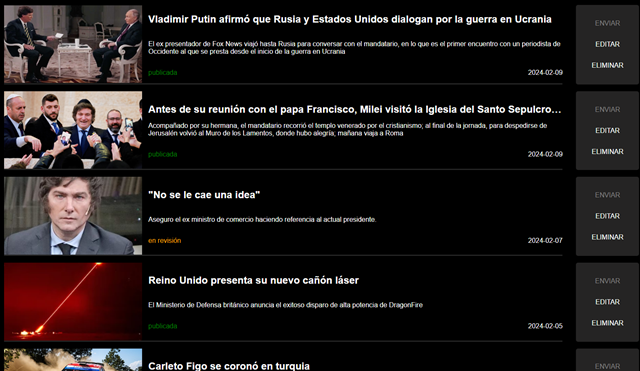 Vladimir Putin afirmó que Rusia y Estados Unidos dialogan por la guerra en Ucrania
El ex presentador de Fox News viajó hasta Rusia para conversar con el mandatario, en lo que es el primer encuentro con un periodista de
Occidente al que se presta desde el inicio de la guerra en Ucrania
publicada
2024-02-09
ENVIAR
EDITAR
ELIMINAR
Antes de su reunión con el papa Francisco, Milei visitó la Iglesia del Santo Sepulcro...
Acompañado por su hermana, el mandatario recorrió el templo venerado por el cristianismo; al final de la jornada, para despedirse de
Jerusalén volvió al Muro de los Lamentos, donde hubo alegría; mañana viaja a Roma
publicada
2024-02-09
ENVIAR
EDITAR
ELIMINAR
"No se le cae una idea"
Aseguro el ex ministro de comercio haciendo referencia al actual presidente.
en revisión
2024-02-07
ENVIAR
EDITAR
ELIMINAR
Reino Unido presenta su nuevo cañón láser
El Ministerio de Defensa británico anuncia el exitoso disparo de alta potencia de DragonFire
publicada
2024-02-05
ENVIAR
EDITAR
ELIMINAR
Carleto Figo se coronó en turquia
ENVIAR